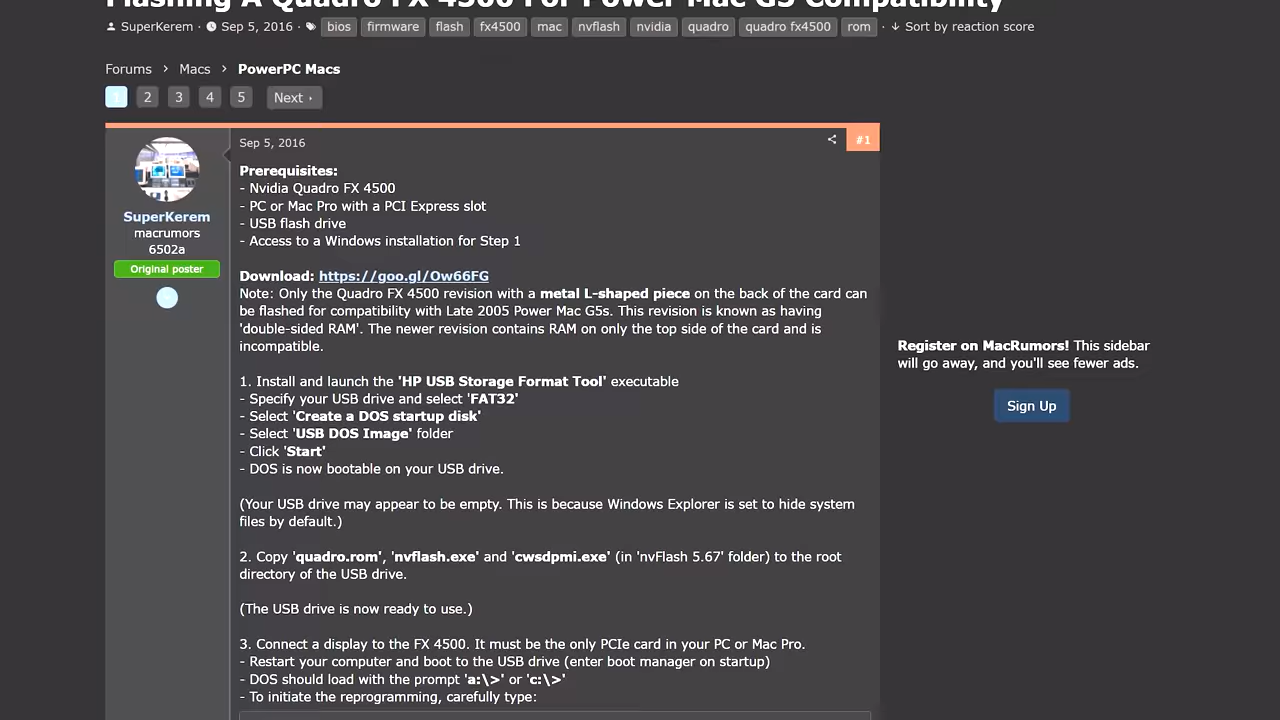 Flashing A Quadro FX 4500 For Power Mac G5 Compatibility
SuperKerem Sep 5, 2016 bios firmware flash fx4500 mac nvflash nvidia quadro quadro fx4500 rom · Sort by reaction score
Forums Macs PowerPC Macs
1 2 3 4 5 Next
Sep 5, 2016 #1
SuperKerem
macrumors
6502a
Original poster
Prerequisites:
- Nvidia Quadro FX 4500
- PC or Mac Pro with a PCI Express slot
- USB flash drive
- Access to a Windows installation for Step 1
Download: https://goo.gl/Ow66FG
Note: Only the Quadro FX 4500 revision with a metal L-shaped piece on the back of the card can
be flashed for compatibility with Late 2005 Power Mac G5s. This revision is known as having
'double-sided RAM'. The newer revision contains RAM on only the top side of the card and is
incompatible.
1. Install and launch the 'HP USB Storage Format Tool' executable
- Specify your USB drive and select 'FAT32'
- Select 'Create a DOS startup disk'
- Select 'USB DOS Image' folder
- Click 'Start'
- DOS is now bootable on your USB drive.
(Your USB drive may appear to be empty. This is because Windows Explorer is set to hide system
files by default.)
2. Copy 'quadro.rom', 'nvflash.exe' and 'cwsdpmi.exe' (in 'nvFlash 5.67' folder) to the root
directory of the USB drive.
(The USB drive is now ready to use.)
3. Connect a display to the FX 4500. It must be the only PCIe card in your PC or Mac Pro.
- Restart your computer and boot to the USB drive (enter boot manager on startup)
- DOS should load with the prompt 'a:\>' or 'c:\>'
- To initiate the reprogramming, carefully type:
Register on MacRumors! This sidebar
will go away, and you'll see fewer ads.
Sign Up